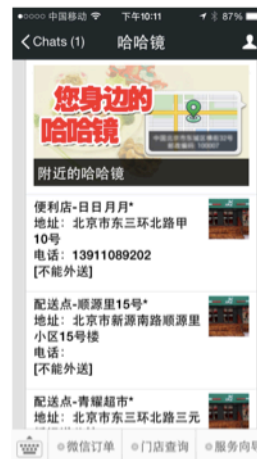 中国移动 下午10:11 87%
Chats (1) 哈哈镜
您身边的
哈哈镜
附近的哈哈镜
便利店-日日月月*
地址：北京市东三环北路甲
10号
电话：13911089202
[不能外送]
配送点-顺源里15号*
地址：北京市新源南路顺源里
小区15号楼
电话：
[不能外送]
配送点-青耀超市*
地址：北京市东三环北路三元
微信订单 门店查询 服务向导